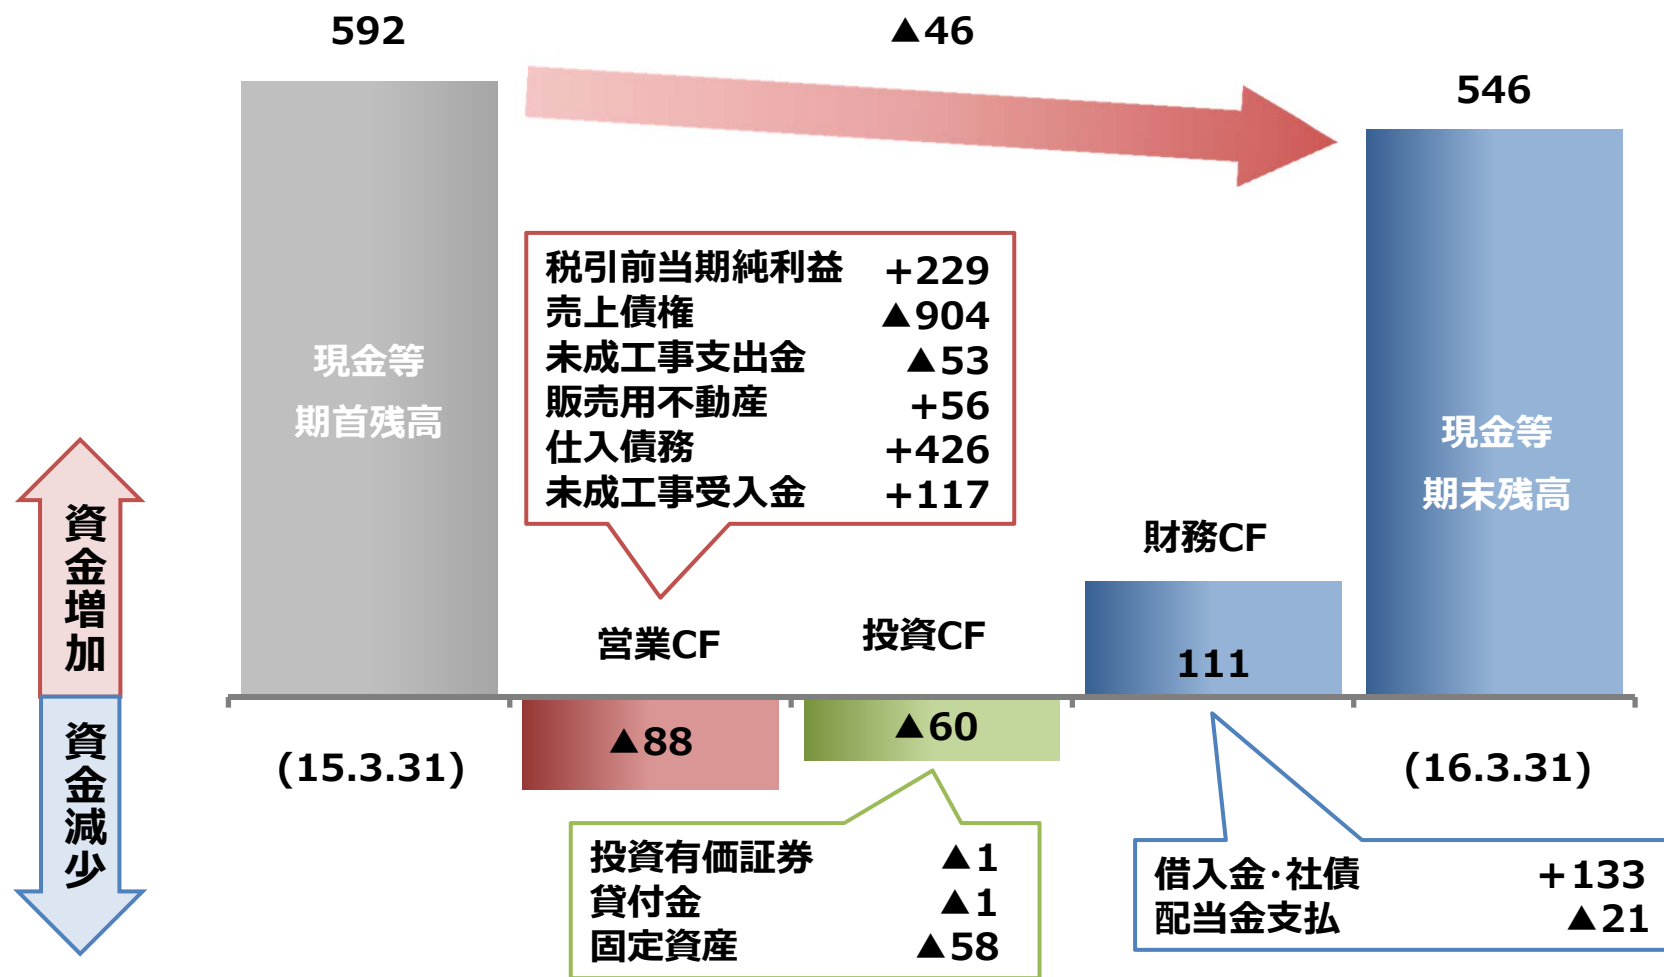 592
▲46
546
現金等
期首残高
税引前当期純利益 +229
売上債権 ▲904
未成工事支出金 ▲53
販売用不動産 +56
仕入債務 +426
未成工事受入金 +117
現金等
期末残高
資金増加
資金減少
営業CF
投資CF
財務CF
▲88
▲60
111
(15.3.31)
(16.3.31)
投資有価証券 ▲1
貸付金 ▲1
固定資産 ▲58
借入金・社債 +133
配当金支払 ▲21